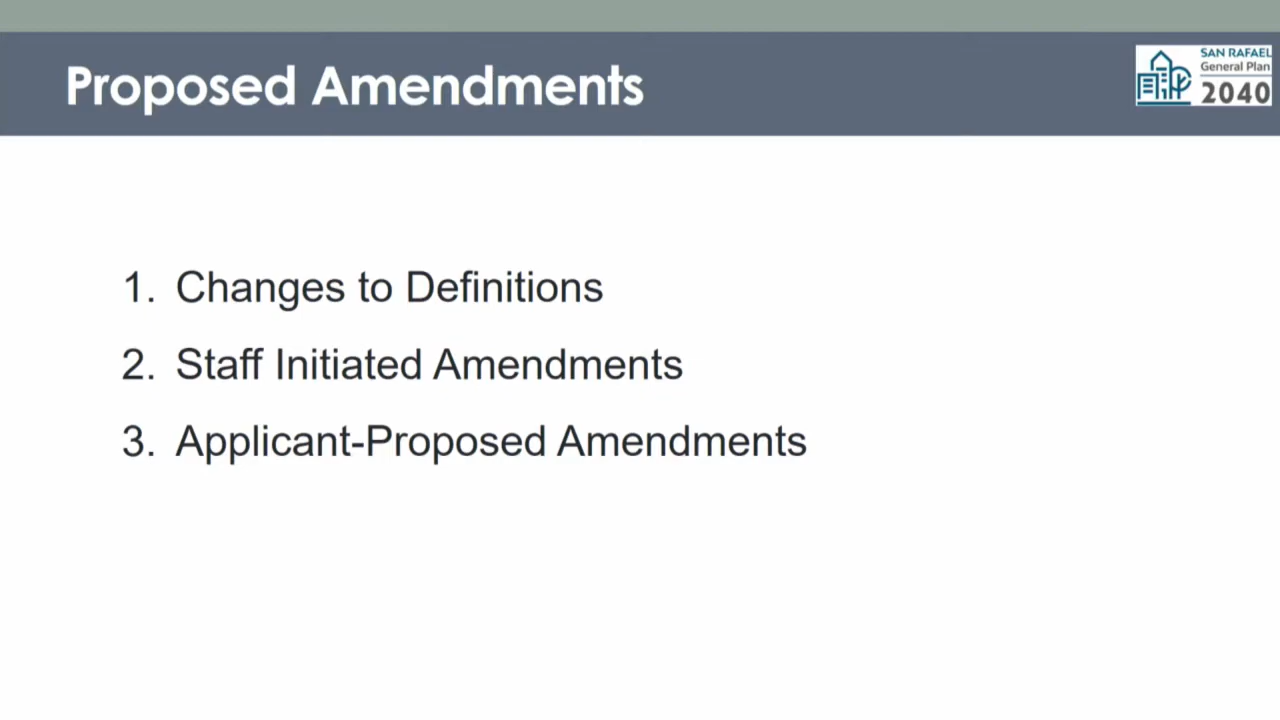 Proposed Amendments
SAN RAFAEL
General Plan
2040
1. Changes to Definitions
2. Staff Initiated Amendments
3. Applicant-Proposed Amendments